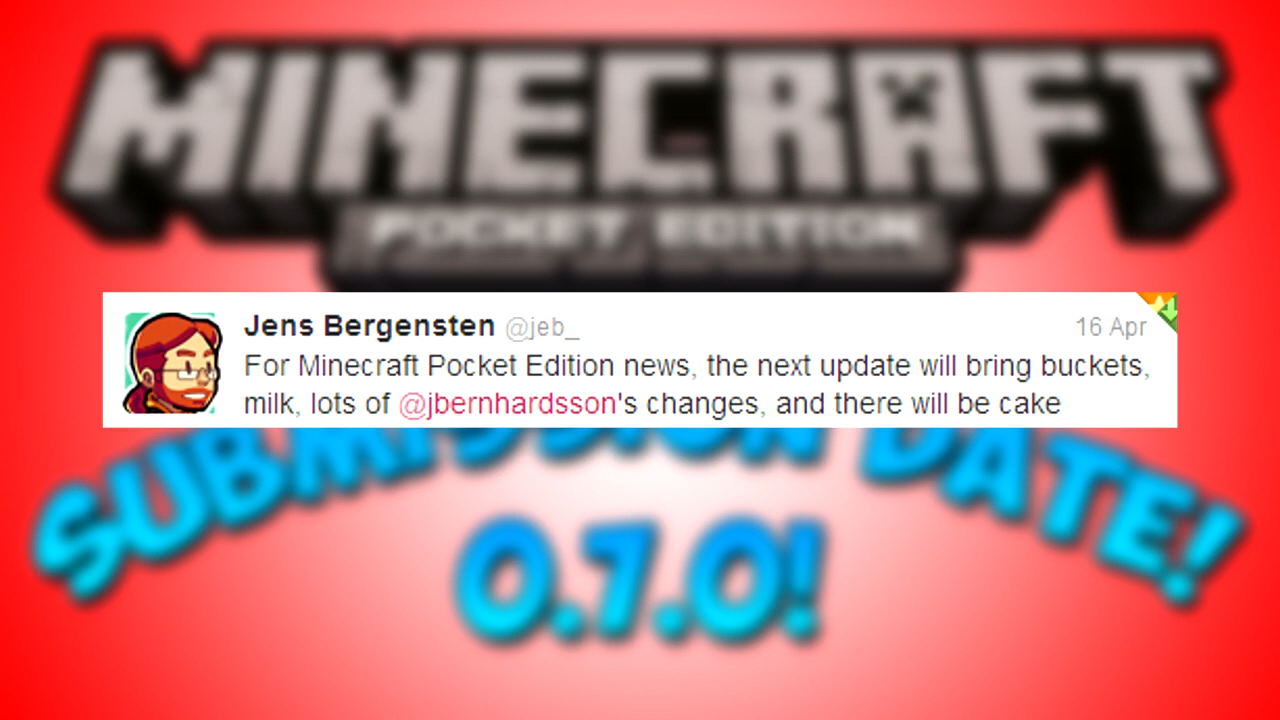 MINECRAFT
POCKET EDITION
Jens Bergensten @jeb_ 16 Apr
For Minecraft Pocket Edition news, the next update will bring buckets,
milk, lots of @jbernhardsson's changes, and there will be cake
SUBMISSION DATE!
0.7.0!